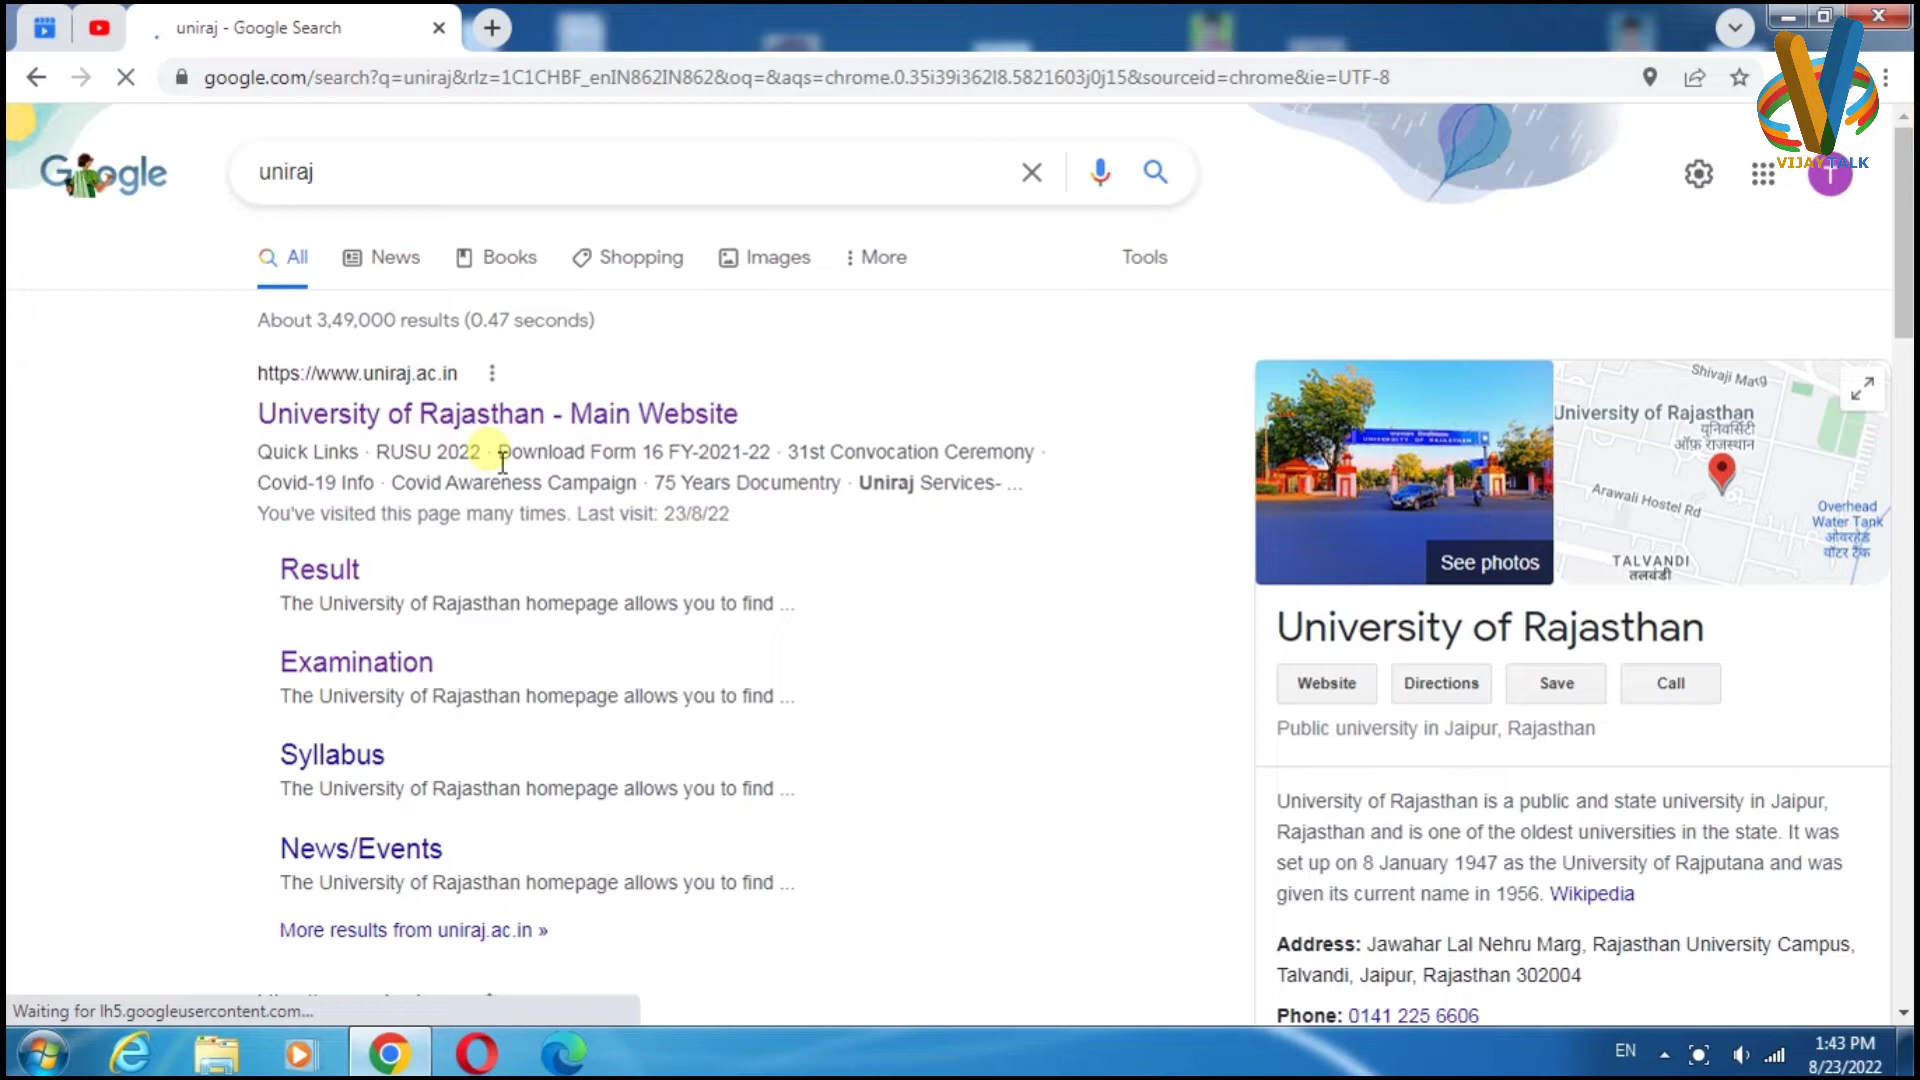 uniraj - Google Search
google.com/search?q=uniraj&rlz=1C1CHBF_enIN862IN862&oq=&aqs=chrome.0.35i39i362l8.5821603j0j15&sourceid=chrome&ie=UTF-8
VIJAYTALK
Google
uniraj
T
All
News
Books
Shopping
Images
More
Tools
About 3,49,000 results (0.47 seconds)
https://www.uniraj.ac.in
University of Rajasthan - Main Website
Quick Links · RUSU 2022 · Download Form 16 FY-2021-22 · 31st Convocation Ceremony ·
Covid-19 Info · Covid Awareness Campaign · 75 Years Documentry · Uniraj Services- ...
You've visited this page many times. Last visit: 23/8/22
Result
The University of Rajasthan homepage allows you to find ...
Examination
The University of Rajasthan homepage allows you to find ...
Syllabus
The University of Rajasthan homepage allows you to find ...
News/Events
The University of Rajasthan homepage allows you to find ...
More results from uniraj.ac.in »
UNIVERSITY OF RAJASTHAN
See photos
Shivaji Marg
University of Rajasthan
यूनिवर्सिटी
ऑफ़ राजस्थान
Arawali Hostel Rd
Overhead
Water Tank
ओवरहेड
वॉटर टैंक
TALVANDI
तलवंडी
University of Rajasthan
Website
Directions
Save
Call
Public university in Jaipur, Rajasthan
University of Rajasthan is a public and state university in Jaipur,
Rajasthan and is one of the oldest universities in the state. It was
set up on 8 January 1947 as the University of Rajputana and was
given its current name in 1956. Wikipedia
Address: Jawahar Lal Nehru Marg, Rajasthan University Campus,
Talvandi, Jaipur, Rajasthan 302004
Phone: 0141 225 6606
Waiting for lh5.googleusercontent.com...
EN
1:43 PM
8/23/2022